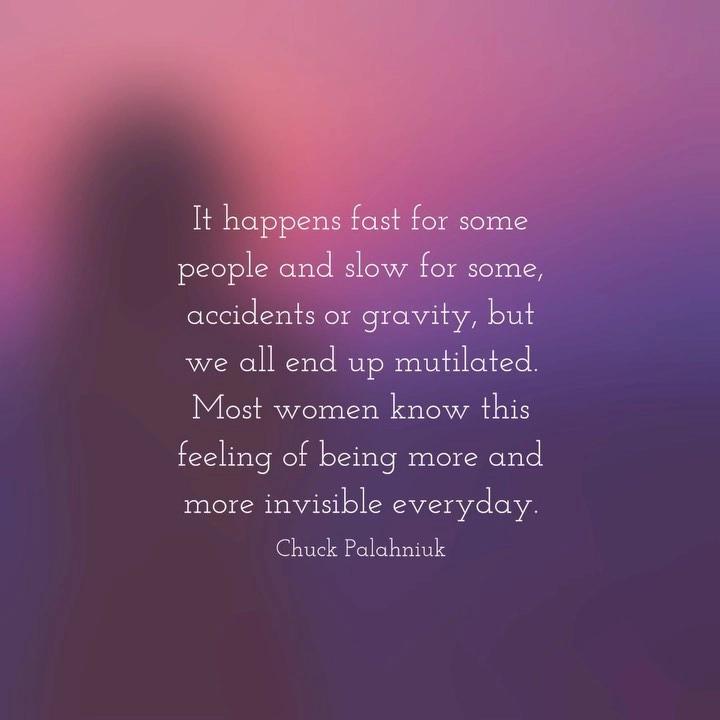 It happens fast for some
people and slow for some,
accidents or gravity, but
we all end up mutilated.
Most women know this
feeling of being more and
more invisible everyday.
Chuck Palahniuk